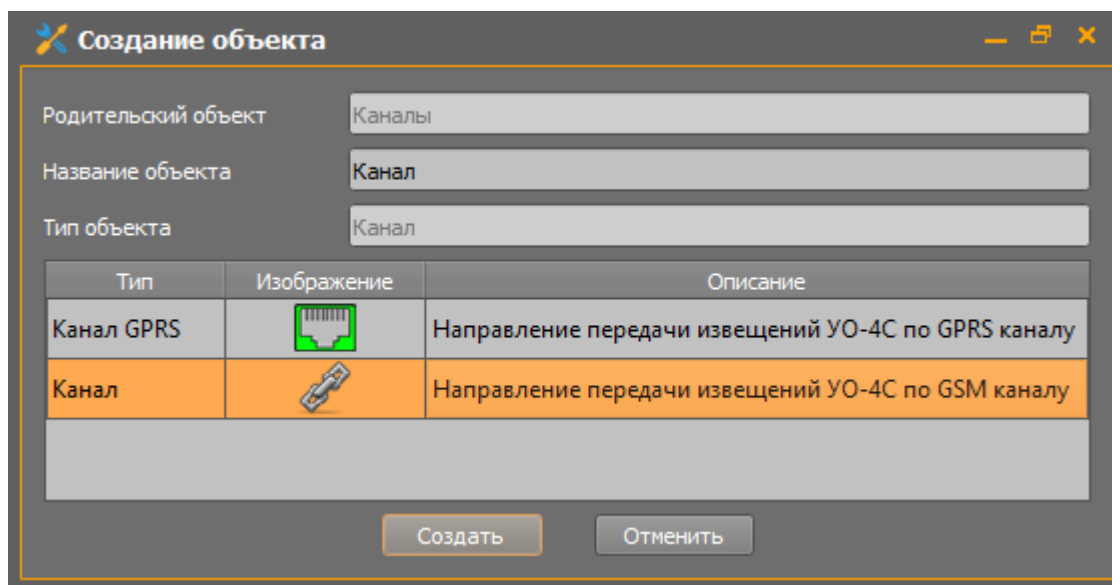 Создание объекта
Родительский объект Каналы
Название объекта Канал
Тип объекта Канал
Тип Изображение Описание
Канал GPRS Направление передачи извещений УО-4С по GPRS каналу
Канал Направление передачи извещений УО-4С по GSM каналу
Создать Отменить